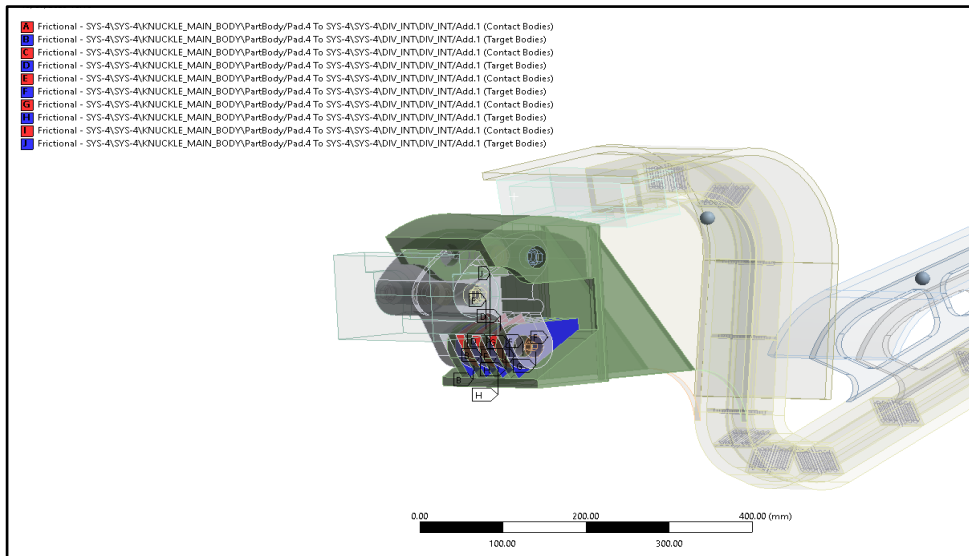 A Frictional - SYS-4\SYS-4\KNUCKLE_MAIN_BODY\PartBody/Pad.4 To SYS-4\SYS-4\DIV_INT\DIV_INT/Add.1 (Contact Bodies)
B Frictional - SYS-4\SYS-4\KNUCKLE_MAIN_BODY\PartBody/Pad.4 To SYS-4\SYS-4\DIV_INT\DIV_INT/Add.1 (Target Bodies)
C Frictional - SYS-4\SYS-4\KNUCKLE_MAIN_BODY\PartBody/Pad.4 To SYS-4\SYS-4\DIV_INT\DIV_INT/Add.1 (Contact Bodies)
D Frictional - SYS-4\SYS-4\KNUCKLE_MAIN_BODY\PartBody/Pad.4 To SYS-4\SYS-4\DIV_INT\DIV_INT/Add.1 (Target Bodies)
E Frictional - SYS-4\SYS-4\KNUCKLE_MAIN_BODY\PartBody/Pad.4 To SYS-4\SYS-4\DIV_INT\DIV_INT/Add.1 (Contact Bodies)
F Frictional - SYS-4\SYS-4\KNUCKLE_MAIN_BODY\PartBody/Pad.4 To SYS-4\SYS-4\DIV_INT\DIV_INT/Add.1 (Target Bodies)
G Frictional - SYS-4\SYS-4\KNUCKLE_MAIN_BODY\PartBody/Pad.4 To SYS-4\SYS-4\DIV_INT\DIV_INT/Add.1 (Contact Bodies)
H Frictional - SYS-4\SYS-4\KNUCKLE_MAIN_BODY\PartBody/Pad.4 To SYS-4\SYS-4\DIV_INT\DIV_INT/Add.1 (Target Bodies)
I Frictional - SYS-4\SYS-4\KNUCKLE_MAIN_BODY\PartBody/Pad.4 To SYS-4\SYS-4\DIV_INT\DIV_INT/Add.1 (Contact Bodies)
J Frictional - SYS-4\SYS-4\KNUCKLE_MAIN_BODY\PartBody/Pad.4 To SYS-4\SYS-4\DIV_INT\DIV_INT/Add.1 (Target Bodies)
B
H
0.00 200.00 400.00 (mm)
100.00 300.00